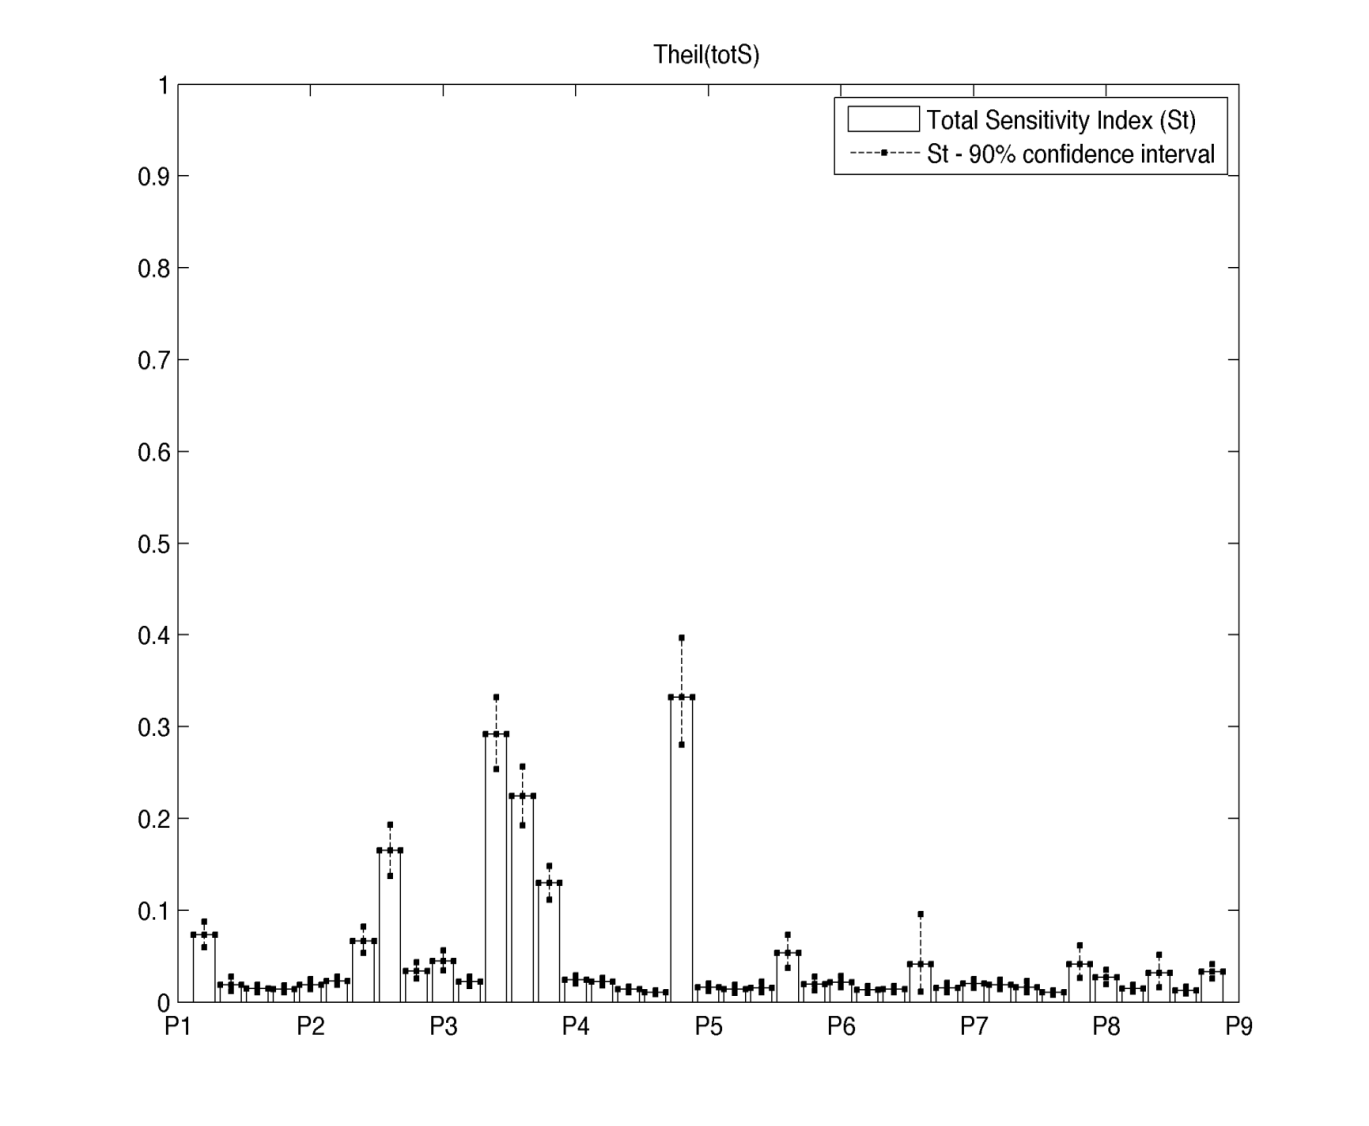 Theil(totS)
Total Sensitivity Index (St)
St - 90% confidence interval
1
0.9
0.8
0.7
0.6
0.5
0.4
0.3
0.2
0.1
0
P1 P2 P3 P4 P5 P6 P7 P8 P9